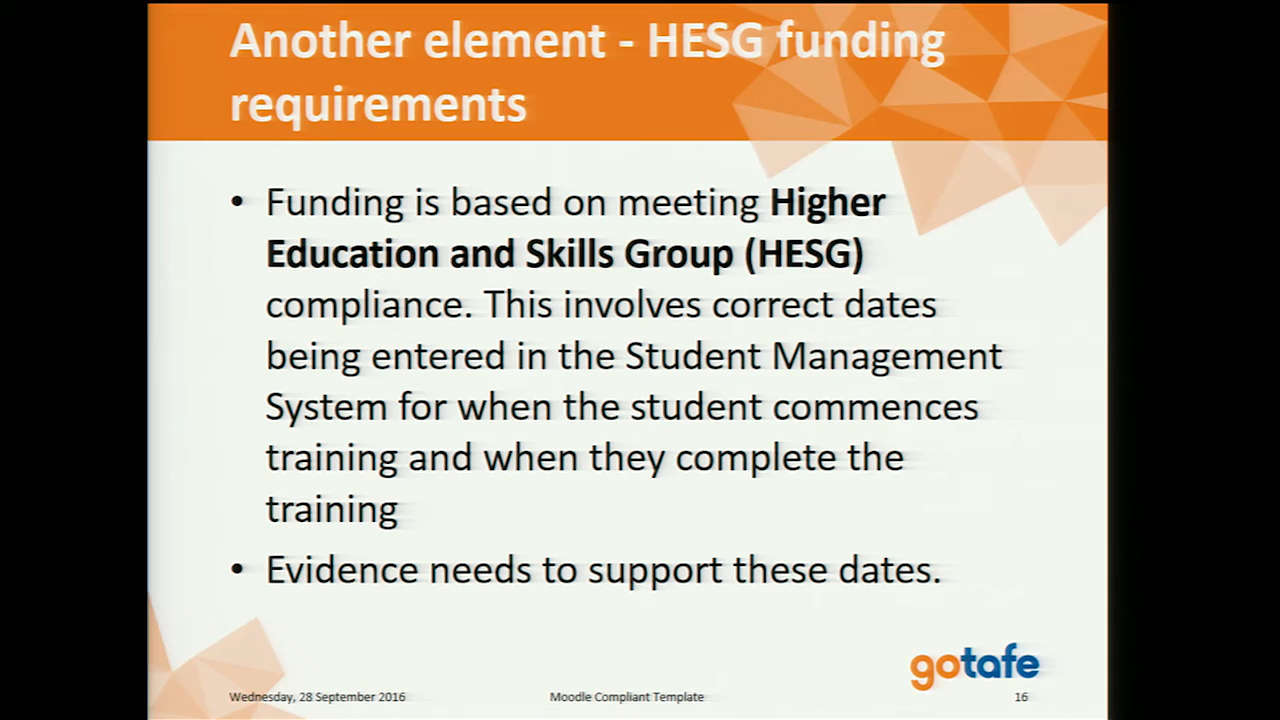 Another element - HESG funding
requirements
• Funding is based on meeting Higher
Education and Skills Group (HESG)
compliance. This involves correct dates
being entered in the Student Management
System for when the student commences
training and when they complete the
training
• Evidence needs to support these dates.
gotafe
Wednesday, 28 September 2016 Moodle Compliant Template 16